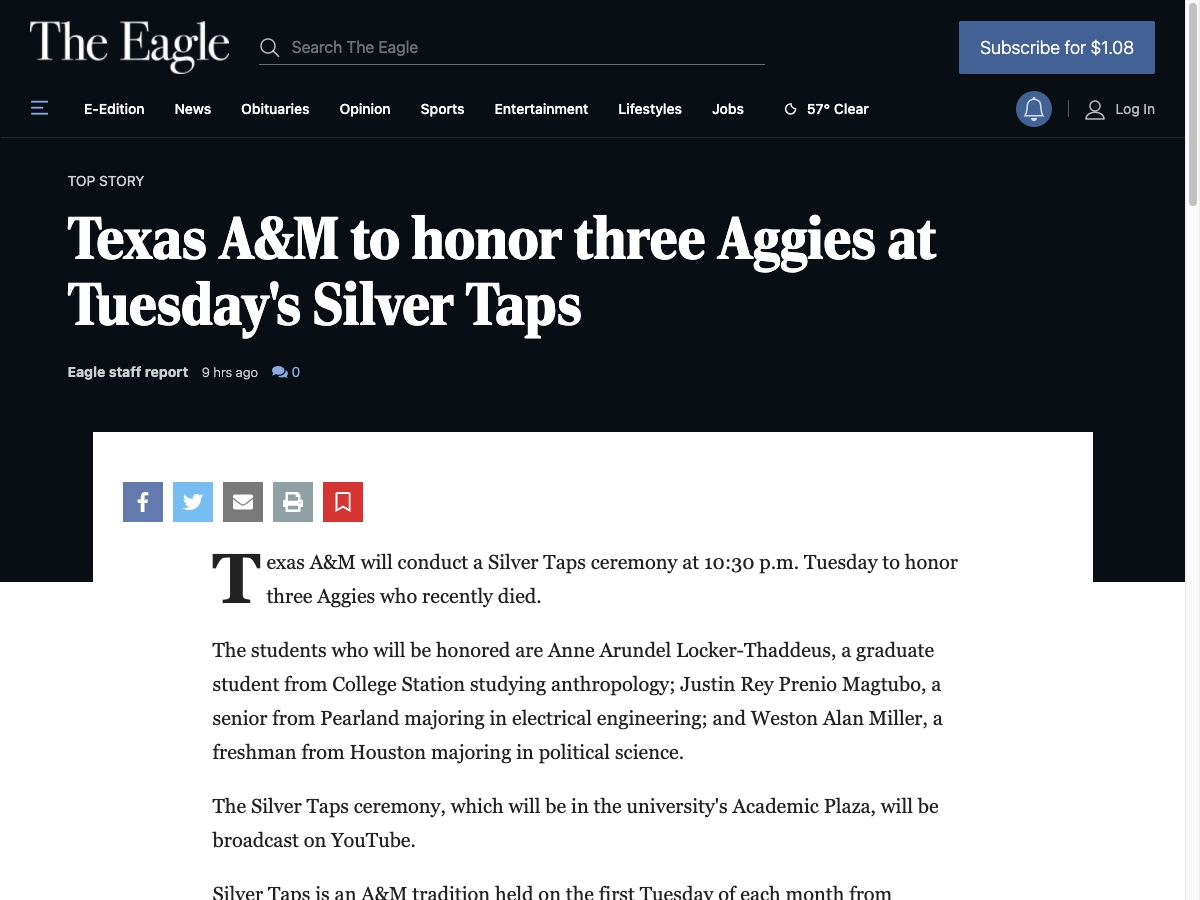 The Eagle
Search The Eagle
Subscribe for $1.08
E-Edition News Obituaries Opinion Sports Entertainment Lifestyles Jobs 57° Clear
Log In
TOP STORY
Texas A&M to honor three Aggies at
Tuesday's Silver Taps
Eagle staff report 9 hrs ago 0
Texas A&M will conduct a Silver Taps ceremony at 10:30 p.m. Tuesday to honor
three Aggies who recently died.
The students who will be honored are Anne Arundel Locker-Thaddeus, a graduate
student from College Station studying anthropology; Justin Rey Prenio Magtubo, a
senior from Pearland majoring in electrical engineering; and Weston Alan Miller, a
freshman from Houston majoring in political science.
The Silver Taps ceremony, which will be in the university's Academic Plaza, will be
broadcast on YouTube.
Silver Taps is an A&M tradition held on the first Tuesday of each month from